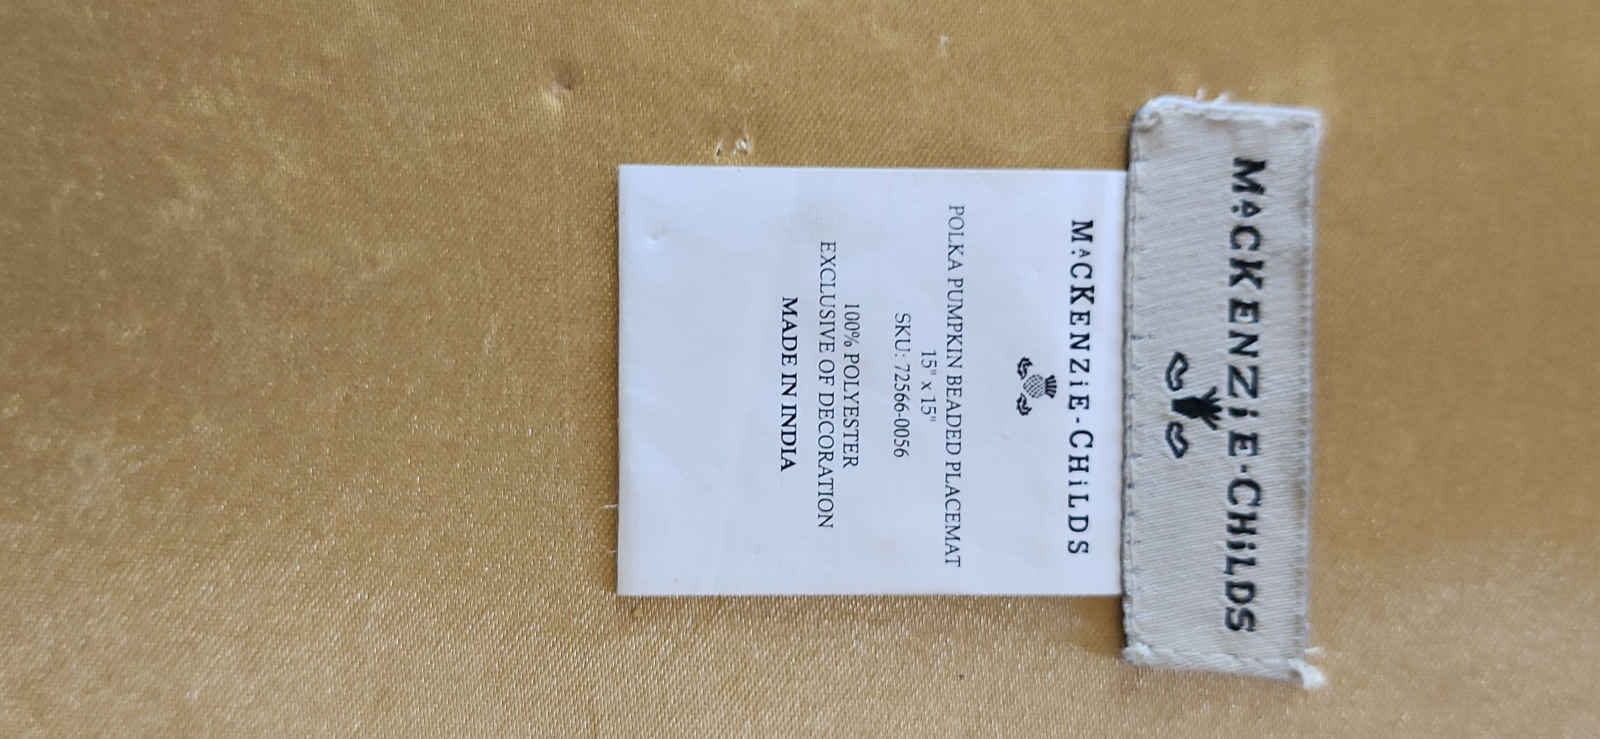 MACKENZiE-CHiLDS
MACKENZiE-CHiLDS
POLKA PUMPKIN BEADED PLACEMAT
15" x 15"
SKU: 72566-0056
100% POLYESTER
EXCLUSIVE OF DECORATION
MADE IN INDIA